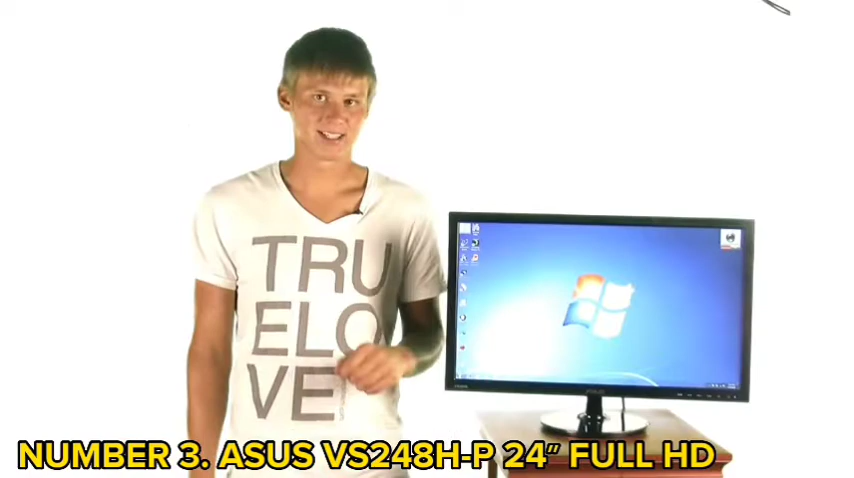 TRU
ELO
VE
NUMBER 3. ASUS VS248H-P 24” FULL HD